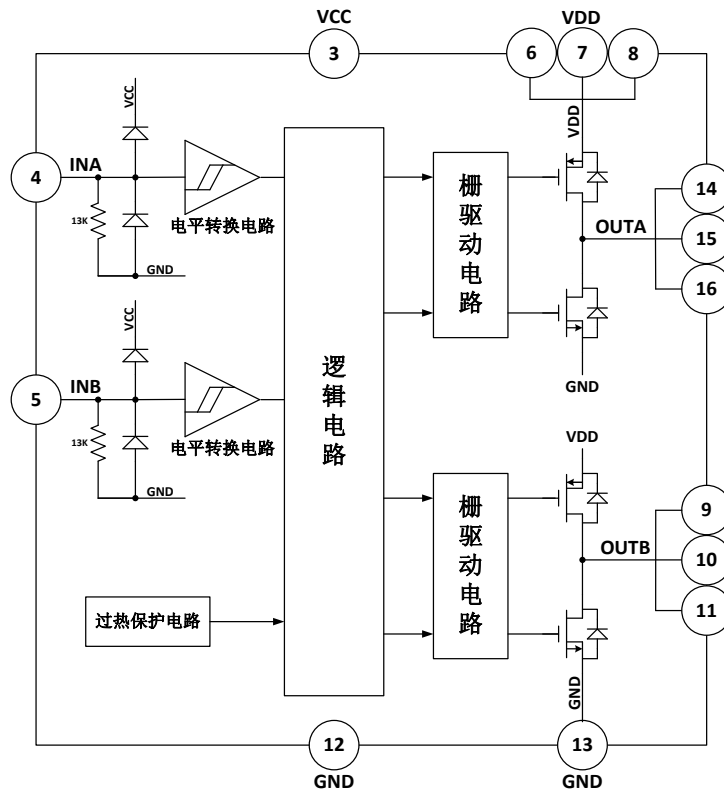 VCC
VDD
3
6
7
8
VCC
VDD
4
INA
13K
电平转换电路
GND
栅驱动电路
OUTA
14
15
16
GND
VCC
5
INB
13K
电平转换电路
GND
逻辑电路
VDD
栅驱动电路
OUTB
9
10
11
过热保护电路
GND
12
GND
13
GND